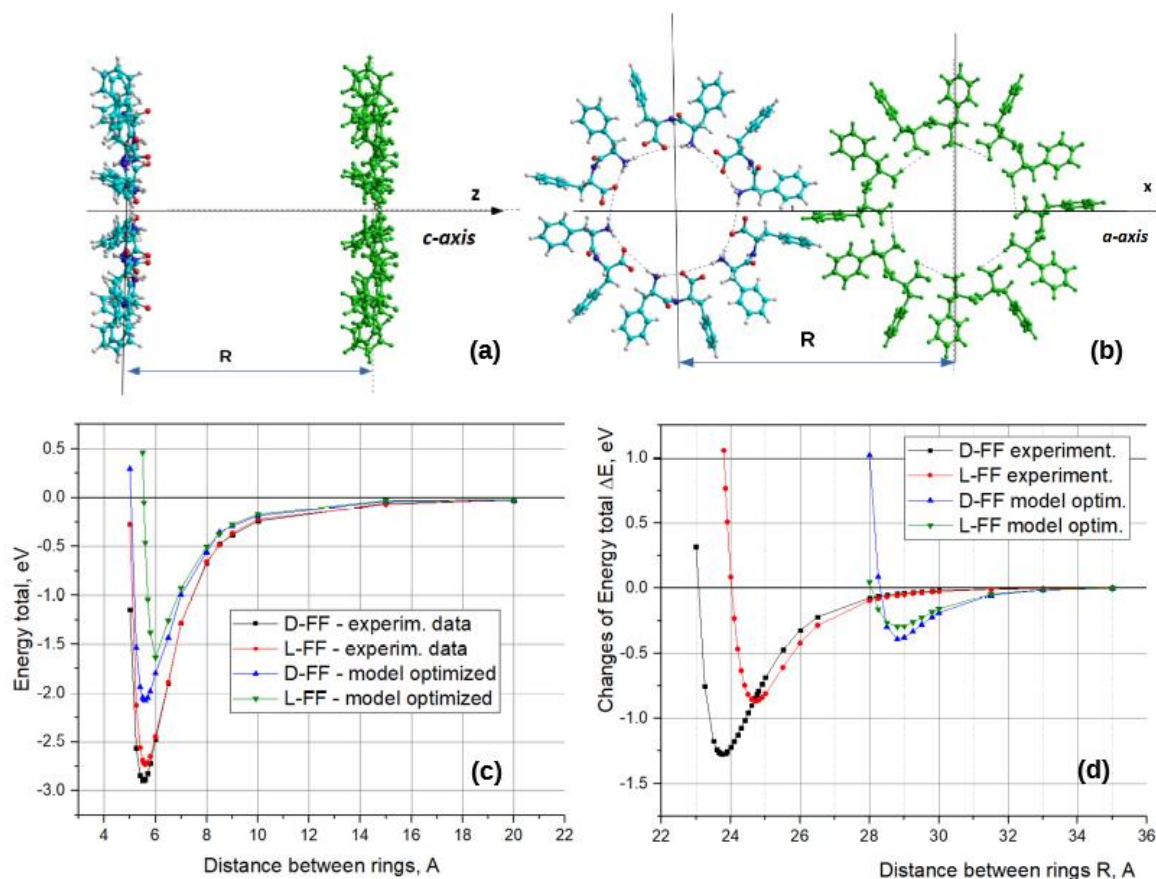 z
c-axis
R
(a)
x
a-axis
R
(b)
0.5
0.0
-0.5
-1.0
-1.5
-2.0
-2.5
-3.0
Energy total, eV
D-FF - experim. data
L-FF - experim. data
D-FF - model optimized
L-FF - model optimized
(c)
4 6 8 10 12 14 16 18 20 22
Distance between rings, A
1.0
0.5
0.0
-0.5
-1.0
-1.5
Changes of Energy total ΔE, eV
D-FF experiment.
L-FF experiment.
D-FF model optim.
L-FF model optim.
(d)
22 24 26 28 30 32 34 36
Distance between rings R, A